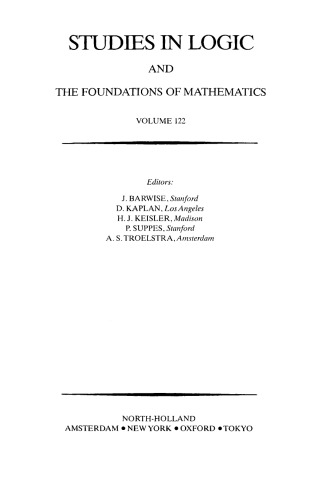 STUDIES IN LOGIC
AND
THE FOUNDATIONS OF MATHEMATICS
VOLUME 122
Editors:
J. BARWISE, Stanford
D. KAPLAN, Los Angeles
H. J. KEISLER, Madison
P. SUPPES, Stanford
A. S. TROELSTRA, Amsterdam
NORTH-HOLLAND
AMSTERDAM ● NEW YORK ● OXFORD ● TOKYO